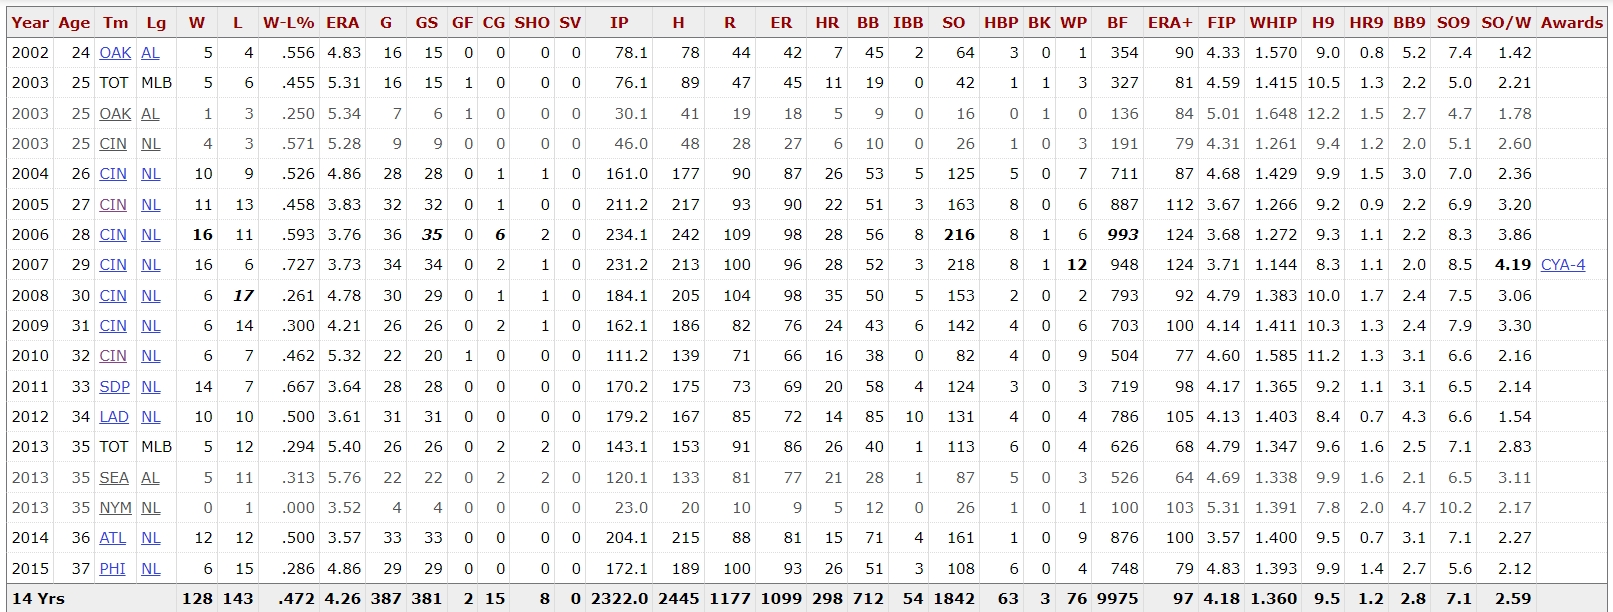 Year Age Tm Lg W L W-L% ERA G GS GF CG SHO SV IP H R ER HR BB IBB SO HBP BK WP BF ERA+ FIP WHIP H9 HR9 BB9 SO9 SO/W Awards
2002 24 OAK AL 5 4 .556 4.83 16 15 0 0 0 0 78.1 78 44 42 7 45 2 64 3 0 1 354 90 4.33 1.570 9.0 0.8 5.2 7.4 1.42
2003 25 TOT MLB 5 6 .455 5.31 16 15 1 0 0 0 76.1 89 47 45 11 19 0 42 1 1 3 327 81 4.59 1.415 10.5 1.3 2.2 5.0 2.21
2003 25 OAK AL 1 3 .250 5.34 7 6 1 0 0 0 30.1 41 19 18 5 9 0 16 0 1 0 136 84 5.01 1.648 12.2 1.5 2.7 4.7 1.78
2003 25 CIN NL 4 3 .571 5.28 9 9 0 0 0 0 46.0 48 28 27 6 10 0 26 1 0 3 191 79 4.31 1.261 9.4 1.2 2.0 5.1 2.60
2004 26 CIN NL 10 9 .526 4.86 28 28 0 1 1 0 161.0 177 90 87 26 53 5 125 5 0 7 711 87 4.68 1.429 9.9 1.5 3.0 7.0 2.36
2005 27 CIN NL 11 13 .458 3.83 32 32 0 1 0 0 211.2 217 93 90 22 51 3 163 8 0 6 887 112 3.67 1.266 9.2 0.9 2.2 6.9 3.20
2006 28 CIN NL 16 11 .593 3.76 36 35 0 6 2 0 234.1 242 109 98 28 56 8 216 8 1 6 993 124 3.68 1.272 9.3 1.1 2.2 8.3 3.86
2007 29 CIN NL 16 6 .727 3.73 34 34 0 2 1 0 231.2 213 100 96 28 52 3 218 8 1 12 948 124 3.71 1.144 8.3 1.1 2.0 8.5 4.19 CYA-4
2008 30 CIN NL 6 17 .261 4.78 30 29 0 1 1 0 184.1 205 104 98 35 50 5 153 2 0 2 793 92 4.79 1.383 10.0 1.7 2.4 7.5 3.06
2009 31 CIN NL 6 14 .300 4.21 26 26 0 2 1 0 162.1 186 82 76 24 43 6 142 4 0 6 703 100 4.14 1.411 10.3 1.3 2.4 7.9 3.30
2010 32 CIN NL 6 7 .462 5.32 22 20 1 0 0 0 111.2 139 71 66 16 38 0 82 4 0 9 504 77 4.60 1.585 11.2 1.3 3.1 6.6 2.16
2011 33 SDP NL 14 7 .667 3.64 28 28 0 0 0 0 170.2 175 73 69 20 58 4 124 3 0 3 719 98 4.17 1.365 9.2 1.1 3.1 6.5 2.14
2012 34 LAD NL 10 10 .500 3.61 31 31 0 0 0 0 179.2 167 85 72 14 85 10 131 4 0 4 786 105 4.13 1.403 8.4 0.7 4.3 6.6 1.54
2013 35 TOT MLB 5 12 .294 5.40 26 26 0 2 2 0 143.1 153 91 86 26 40 1 113 6 0 4 626 68 4.79 1.347 9.6 1.6 2.5 7.1 2.83
2013 35 SEA AL 5 11 .313 5.76 22 22 0 2 2 0 120.1 133 81 77 21 28 1 87 5 0 3 526 64 4.69 1.338 9.9 1.6 2.1 6.5 3.11
2013 35 NYM NL 0 1 .000 3.52 4 4 0 0 0 0 23.0 20 10 9 5 12 0 26 1 0 1 100 103 5.31 1.391 7.8 2.0 4.7 10.2 2.17
2014 36 ATL NL 12 12 .500 3.57 33 33 0 0 0 0 204.1 215 88 81 15 71 4 161 1 0 9 876 100 3.57 1.400 9.5 0.7 3.1 7.1 2.27
2015 37 PHI NL 6 15 .286 4.86 29 29 0 0 0 0 172.1 189 100 93 26 51 3 108 6 0 4 748 79 4.83 1.393 9.9 1.4 2.7 5.6 2.12
14 Yrs 128 143 .472 4.26 387 381 2 15 8 0 2322.0 2445 1177 1099 298 712 54 1842 63 3 76 9975 97 4.18 1.360 9.5 1.2 2.8 7.1 2.59